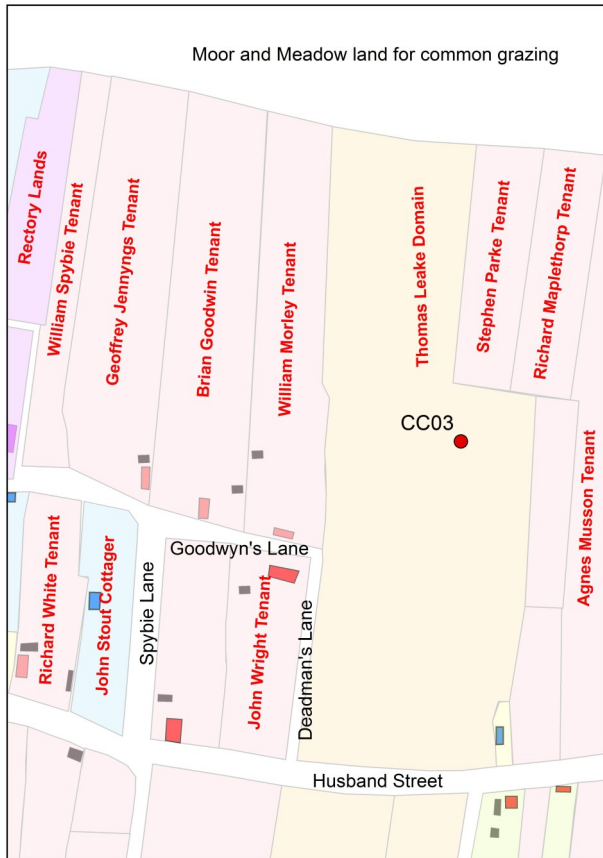 Moor and Meadow land for common grazing
Rectory Lands
William Spybie Tenant
Geoffrey Jennyngs Tenant
Brian Goodwin Tenant
William Morley Tenant
Thomas Leake Domain
Stephen Parke Tenant
Richard Maplethorp Tenant
CC03
Agnes Musson Tenant
Goodwyn's Lane
Richard White Tenant
John Stout Cottager
Spybie Lane
John Wright Tenant
Deadman's Lane
Husband Street